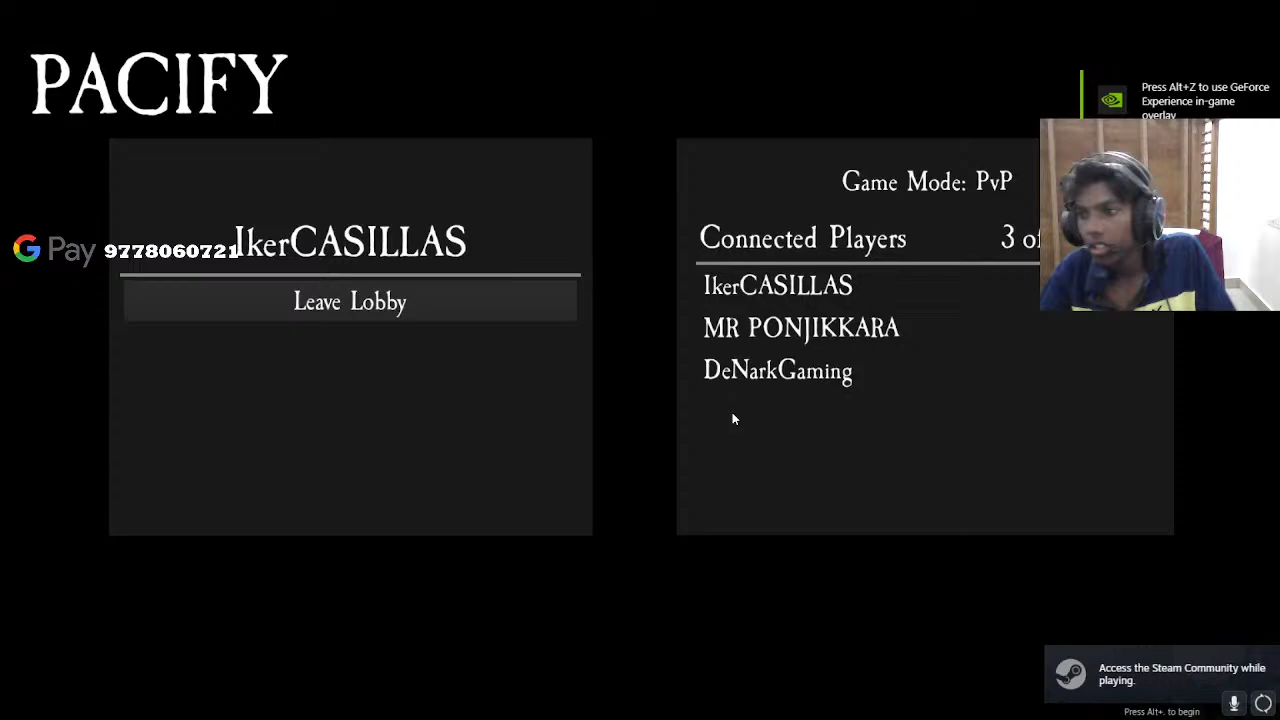 PACIFY
Press Alt+Z to use GeForce
Experience in-game
overlay
Game Mode: PvP
G Pay 9778060721
IkerCASILLAS
Leave Lobby
Connected Players 3 of
IkerCASILLAS
MR PONJIKKARA
DeNarkGaming
Access the Steam Community while
playing.
Press Alt+. to begin